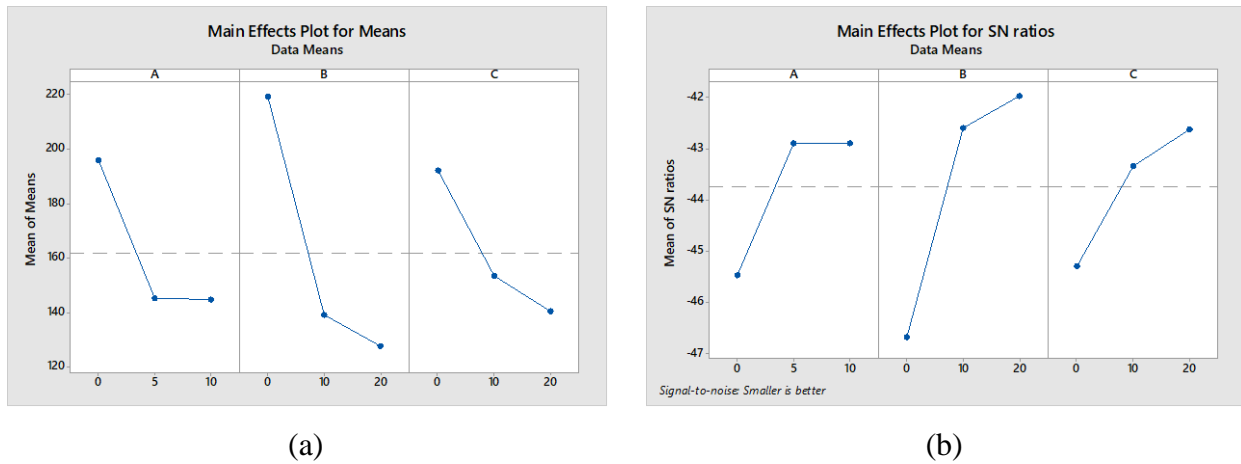 Main Effects Plot for Means
Data Means
A B C
Mean of Means
220
200
180
160
140
120
0 5 10 0 10 20 0 10 20
(a)
Main Effects Plot for SN ratios
Data Means
A B C
Mean of SN ratios
-42
-43
-44
-45
-46
-47
0 5 10 0 10 20 0 10 20
Signal-to-noise: Smaller is better
(b)